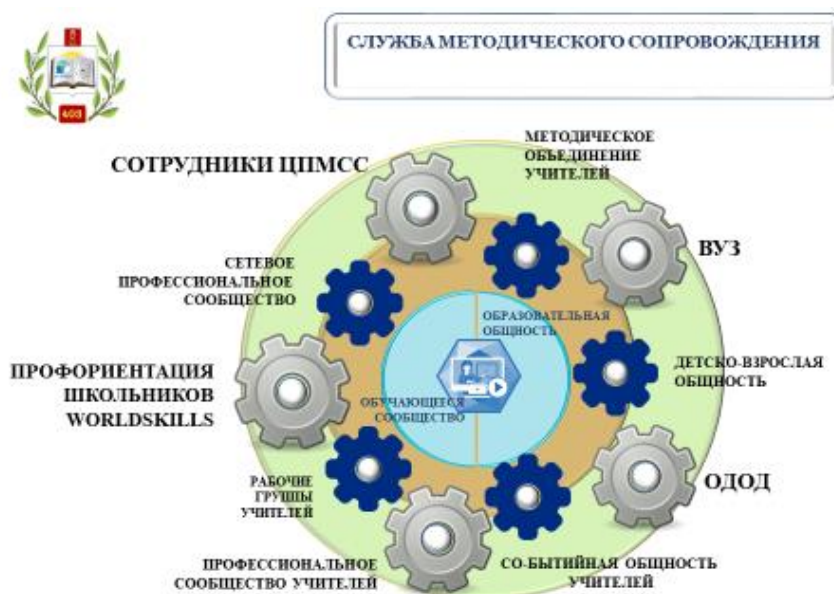 СЛУЖБА МЕТОДИЧЕСКОГО СОПРОВОЖДЕНИЯ
403
МЕТОДИЧЕСКОЕ
ОБЪЕДИНЕНИЕ
УЧИТЕЛЕЙ
СОТРУДНИКИ ЦПМСС
ВУЗ
СЕТЕВОЕ
ПРОФЕССИОНАЛЬНОЕ
СООБЩЕСТВО
ОБРАЗОВАТЕЛЬНАЯ
ОБЩНОСТЬ
ДЕТСКО-ВЗРОСЛАЯ
ОБЩНОСТЬ
ПРОФОРИЕНТАЦИЯ
ШКОЛЬНИКОВ
WORLDSKILLS
ОБУЧАЮЩЕЕСЯ
СООБЩЕСТВО
РАБОЧИЕ
ГРУППЫ
УЧИТЕЛЕЙ
ОДОД
ПРОФЕССИОНАЛЬНОЕ
СООБЩЕСТВО УЧИТЕЛЕЙ
СО-БЫТИЙНАЯ ОБЩНОСТЬ
УЧИТЕЛЕЙ